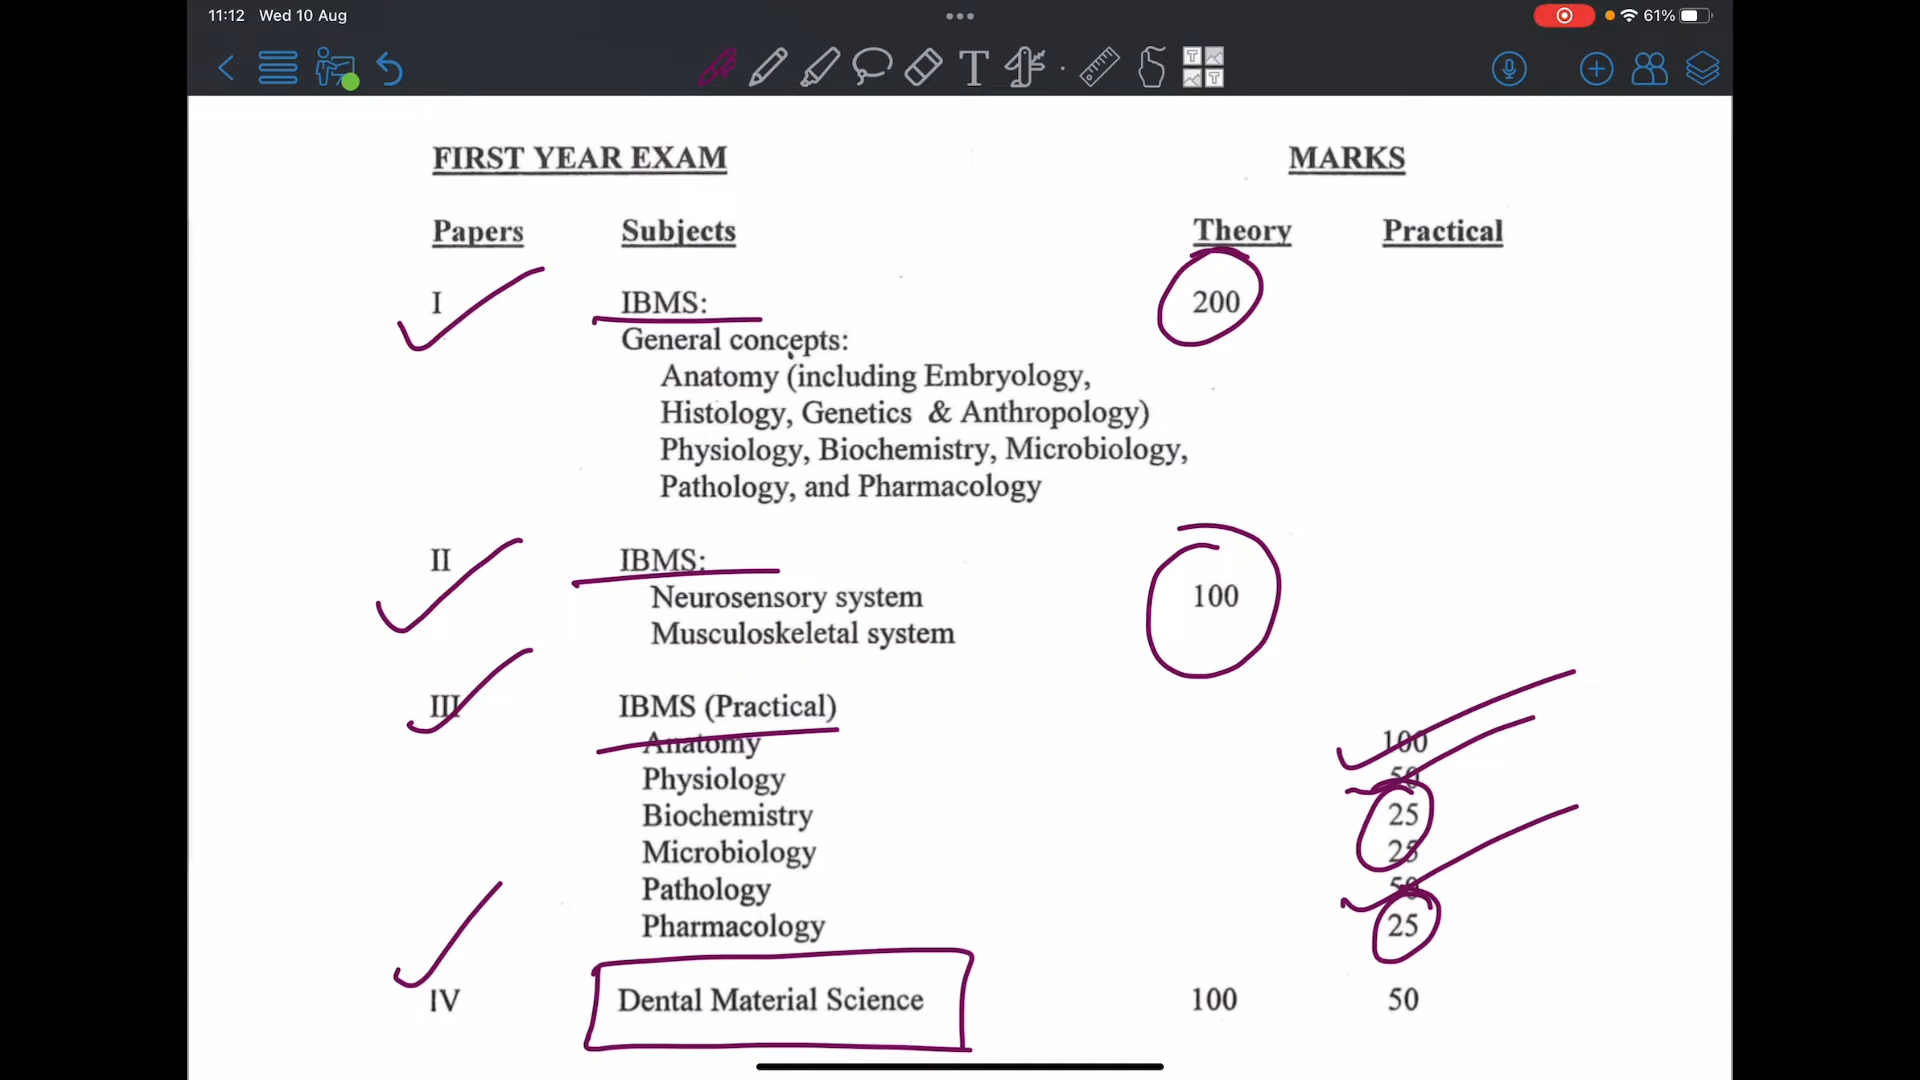 11:12 Wed 10 Aug 61%
FIRST YEAR EXAM MARKS
Papers Subjects Theory Practical
I IBMS: 200
General concepts:
Anatomy (including Embryology,
Histology, Genetics & Anthropology)
Physiology, Biochemistry, Microbiology,
Pathology, and Pharmacology
II IBMS:
Neurosensory system 100
Musculoskeletal system
III IBMS (Practical)
Anatomy 100
Physiology 50
Biochemistry 25
Microbiology 25
Pathology 50
Pharmacology 25
IV Dental Material Science 100 50